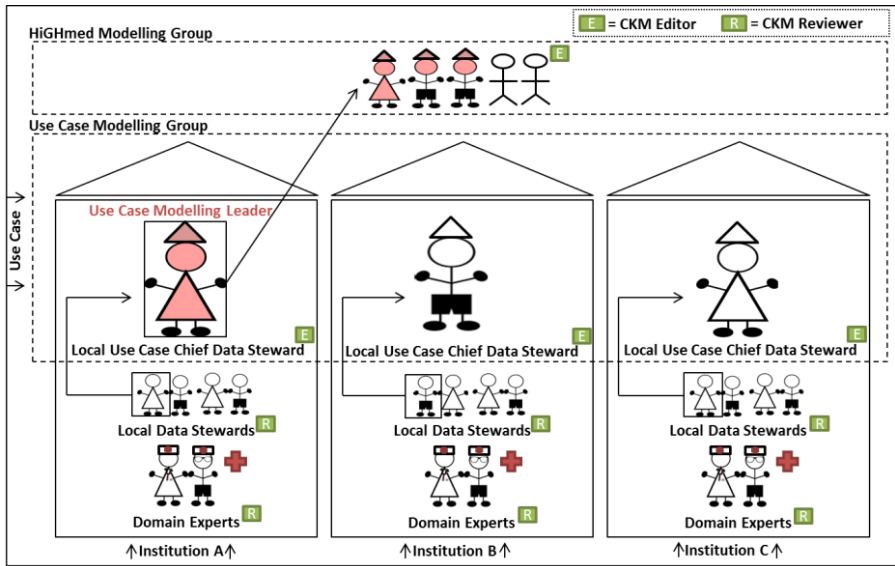 E = CKM Editor R = CKM Reviewer
HiGHmed Modelling Group
E
Use Case Modelling Group
Use Case
Use Case Modelling Leader
E
Local Use Case Chief Data Steward
E
Local Use Case Chief Data Steward
E
Local Use Case Chief Data Steward
Local Data Stewards R
Local Data Stewards R
Local Data Stewards R
Domain Experts R
Domain Experts R
Domain Experts R
Institution A
Institution B
Institution C